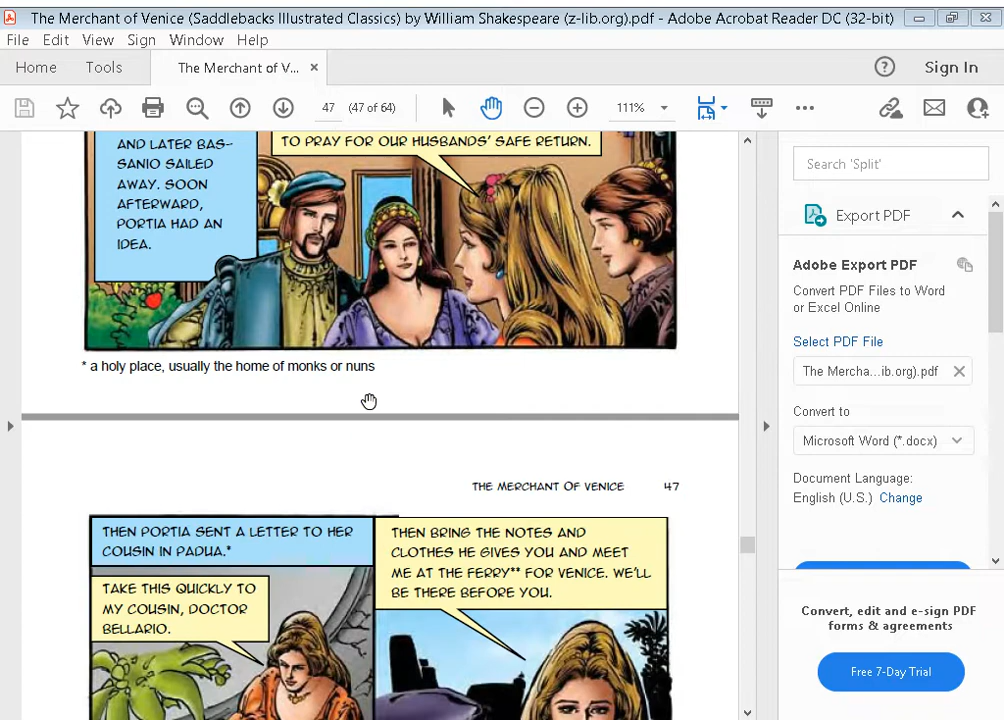 The Merchant of Venice (Saddlebacks Illustrated Classics) by William Shakespeare (z-lib.org).pdf - Adobe Acrobat Reader DC (32-bit)
File Edit View Sign Window Help
Home Tools The Merchant of V... × Sign In
47 (47 of 64) 111%
AND LATER BAS-
SANIO SAILED
AWAY. SOON
AFTERWARD,
PORTIA HAD AN
IDEA.
TO PRAY FOR OUR HUSBANDS' SAFE RETURN.
* a holy place, usually the home of monks or nuns
THE MERCHANT OF VENICE 47
THEN PORTIA SENT A LETTER TO HER
COUSIN IN PADUA.*
TAKE THIS QUICKLY TO
MY COUSIN, DOCTOR
BELLARIO.
THEN BRING THE NOTES AND
CLOTHES HE GIVES YOU AND MEET
ME AT THE FERRY** FOR VENICE. WE'LL
BE THERE BEFORE YOU.
Search 'Split'
Export PDF
Adobe Export PDF
Convert PDF Files to Word
or Excel Online
Select PDF File
The Mercha...ib.org).pdf
Convert to
Microsoft Word (*.docx)
Document Language:
English (U.S.) Change
Convert, edit and e-sign PDF
forms & agreements
Free 7-Day Trial